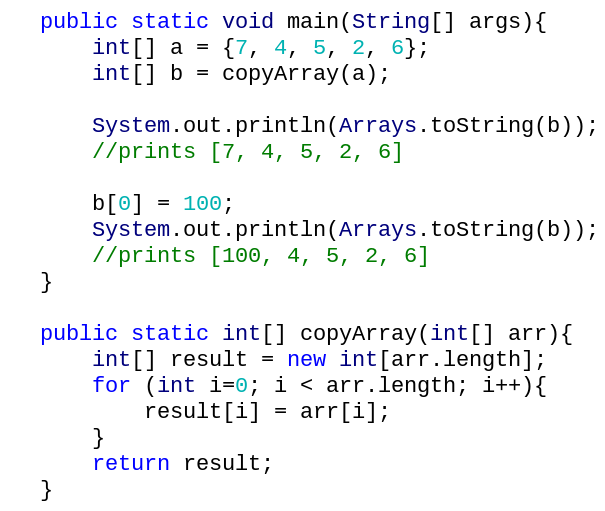 public static void main(String[] args){
int[] a = {7, 4, 5, 2, 6};
int[] b = copyArray(a);
System.out.println(Arrays.toString(b));
//prints [7, 4, 5, 2, 6]
b[0] = 100;
System.out.println(Arrays.toString(b));
//prints [100, 4, 5, 2, 6]
}
public static int[] copyArray(int[] arr){
int[] result = new int[arr.length];
for (int i=0; i < arr.length; i++){
result[i] = arr[i];
}
return result;
}